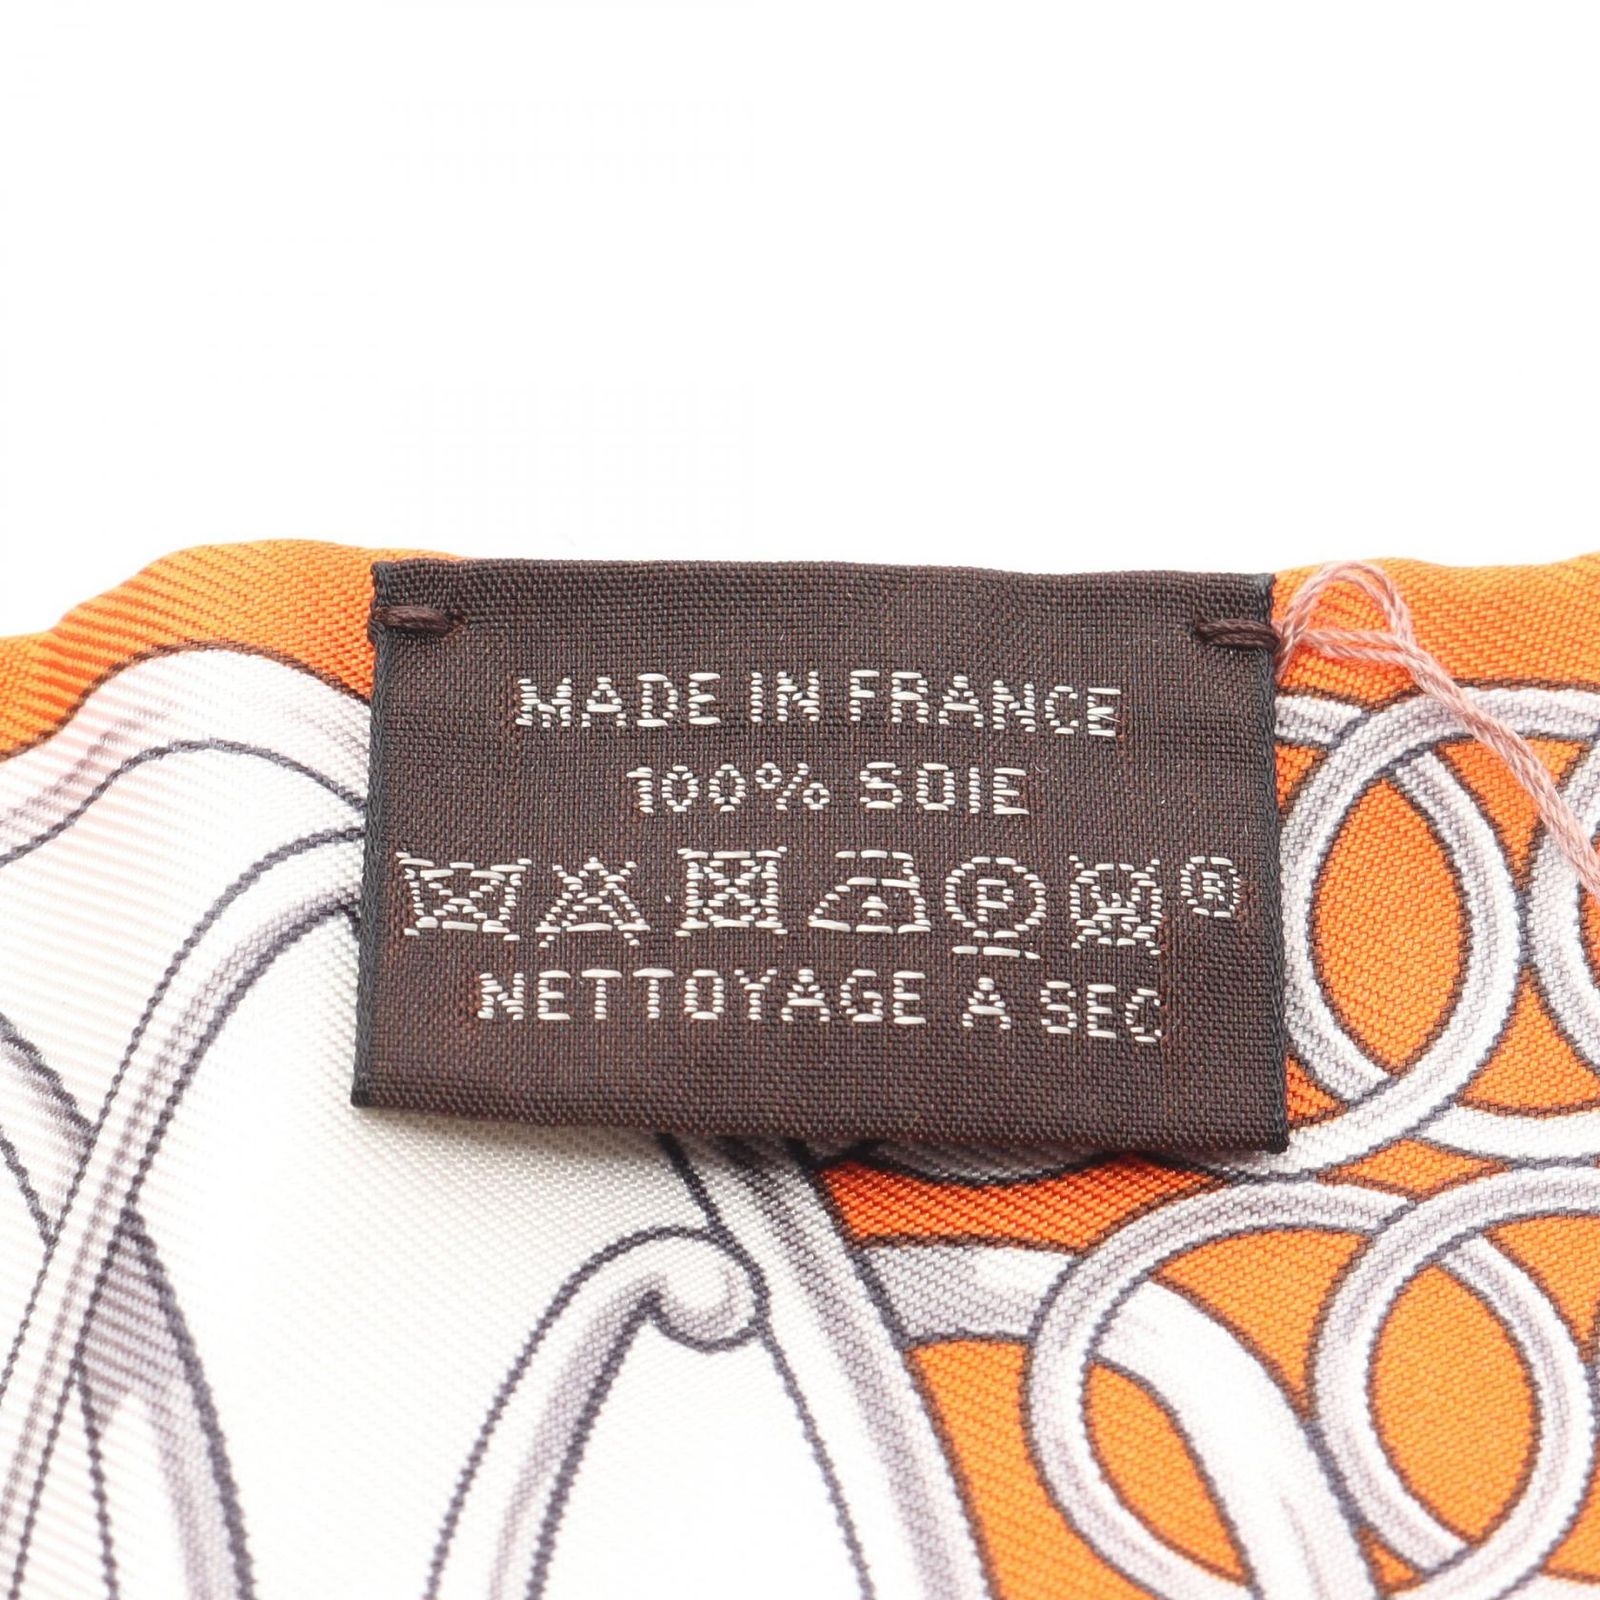 MADE IN FRANCE
100% SOIE
P ®
NETTOYAGE A SEC